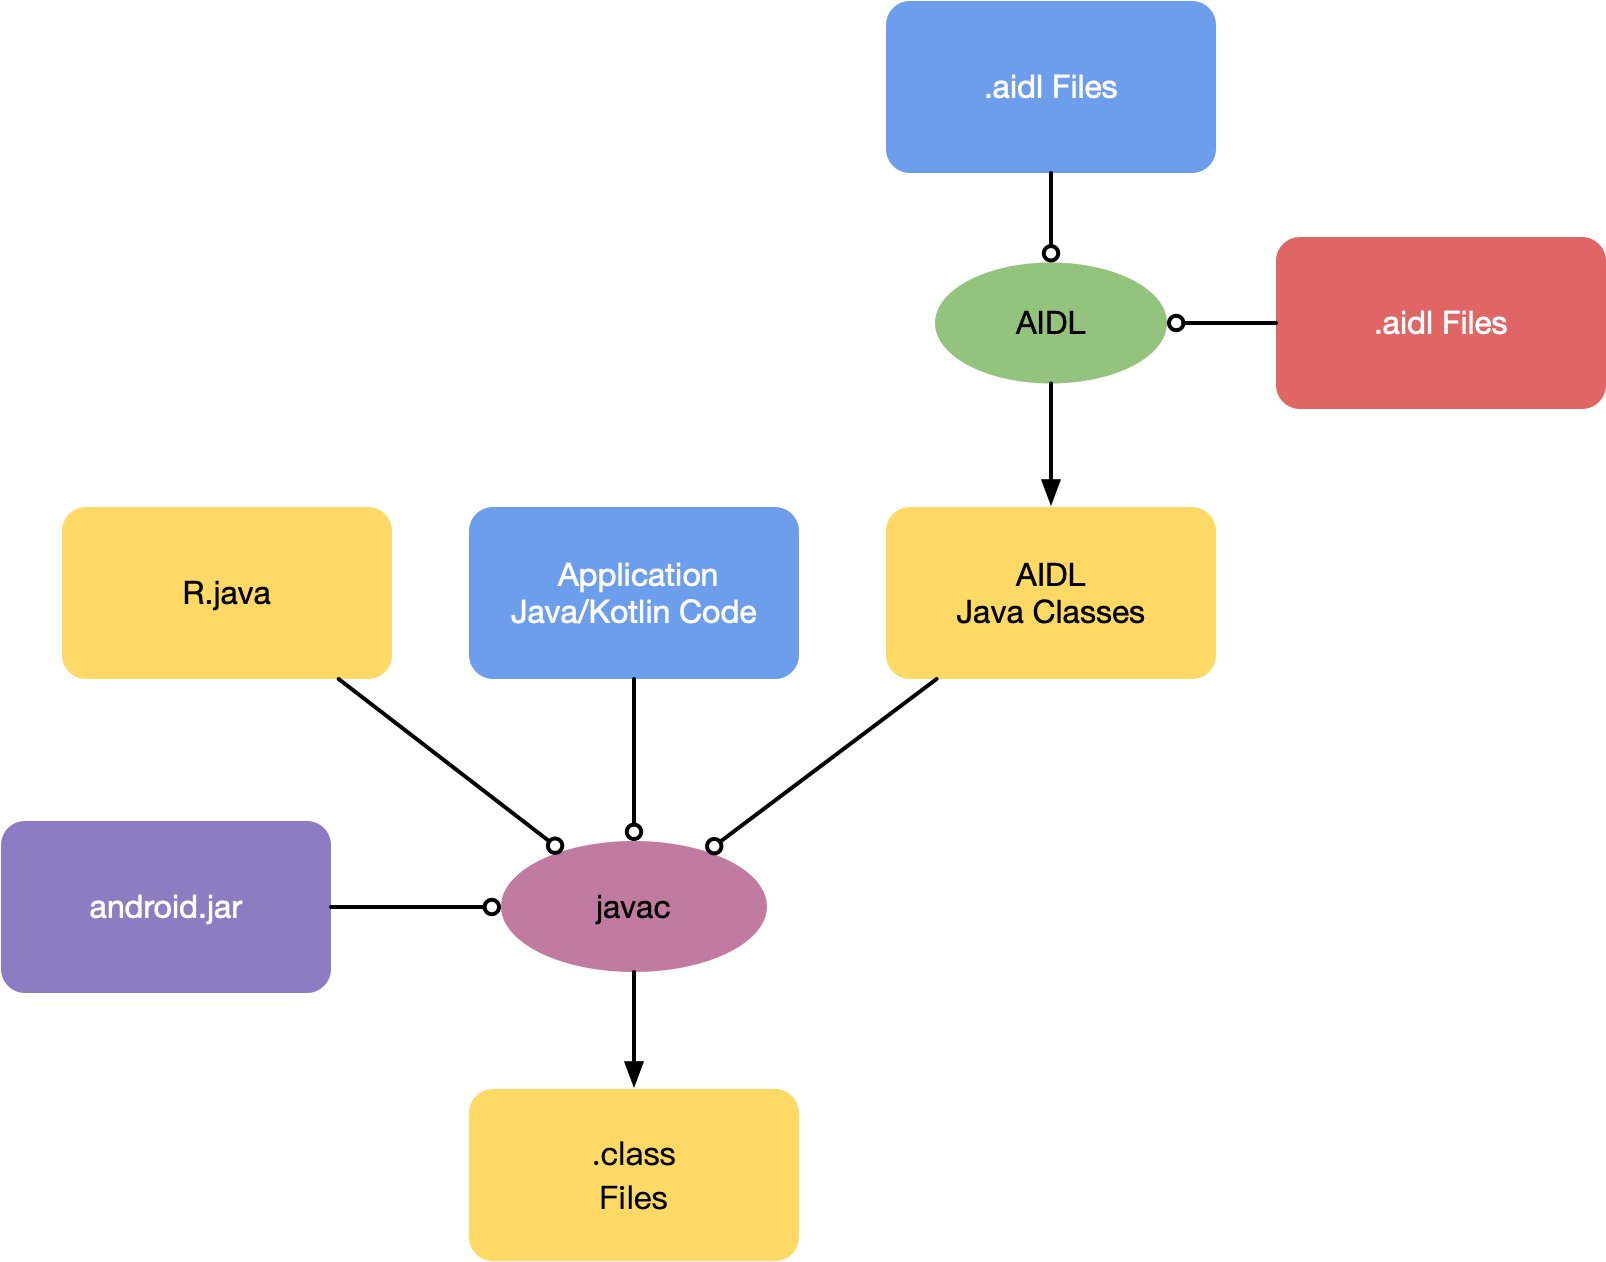 .aidl Files
AIDL
.aidl Files
R.java
Application
Java/Kotlin Code
AIDL
Java Classes
android.jar
javac
.class
Files